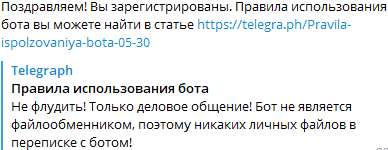 Поздравляем! Вы зарегистрированы. Правила использования
бота вы можете найти в статье https://telegra.ph/Pravila-
ispolzovaniya-bota-05-30
Telegraph
Правила использования бота
Не флудить! Только деловое общение! Бот не является
файлообменником, поэтому никаких личных файлов в
переписке с ботом!